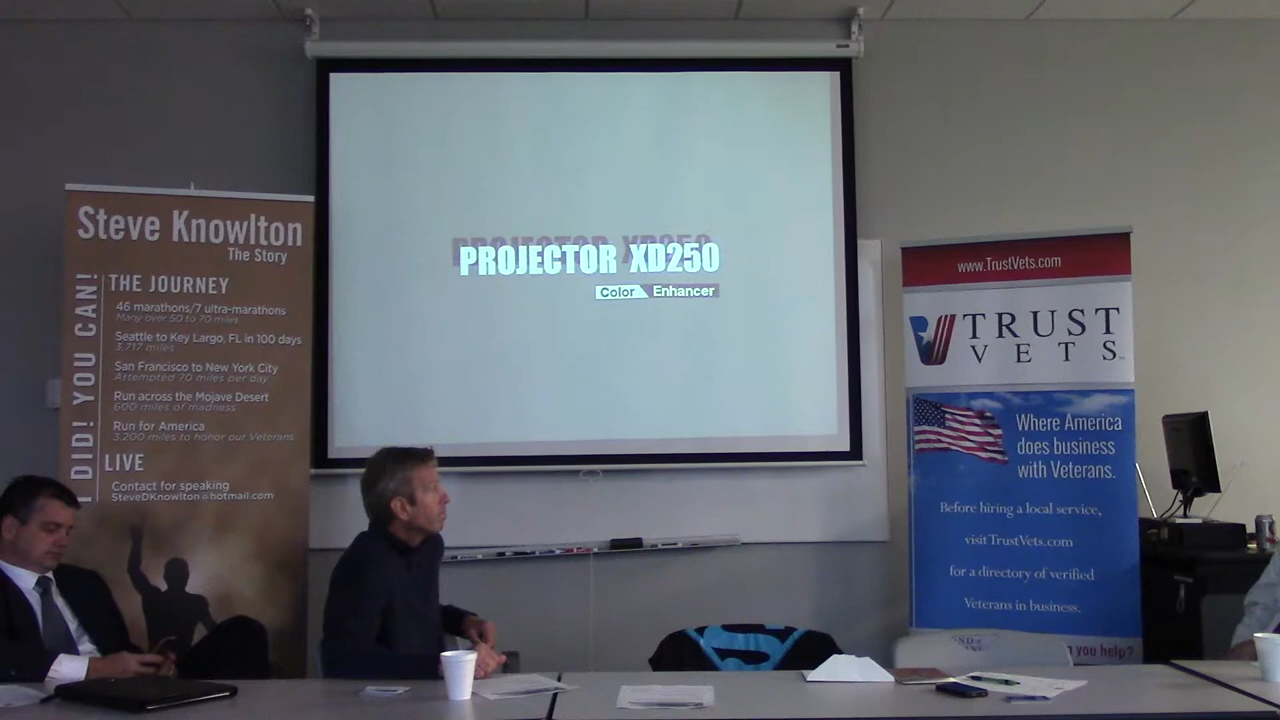 Steve Knowlton
The Story
I DID! YOU CAN!
THE JOURNEY
46 marathons/7 ultra-marathons
Many over 50 to 70 miles
Seattle to Key Largo, FL in 100 days
3,717 miles
San Francisco to New York City
Attempted 70 miles per day
Run across the Mojave Desert
600 miles of madness
Run for America
3,200 miles to honor our Veterans
LIVE
Contact for speaking
SteveDKnowlton@hotmail.com
PROJECTOR XD250
PROJECTOR XD250
Color Enhancer
www.TrustVets.com
TRUST
VETS
Where America
does business
with Veterans.
Before hiring a local service,
visit TrustVets.com
for a directory of verified
Veterans in business.
you help?